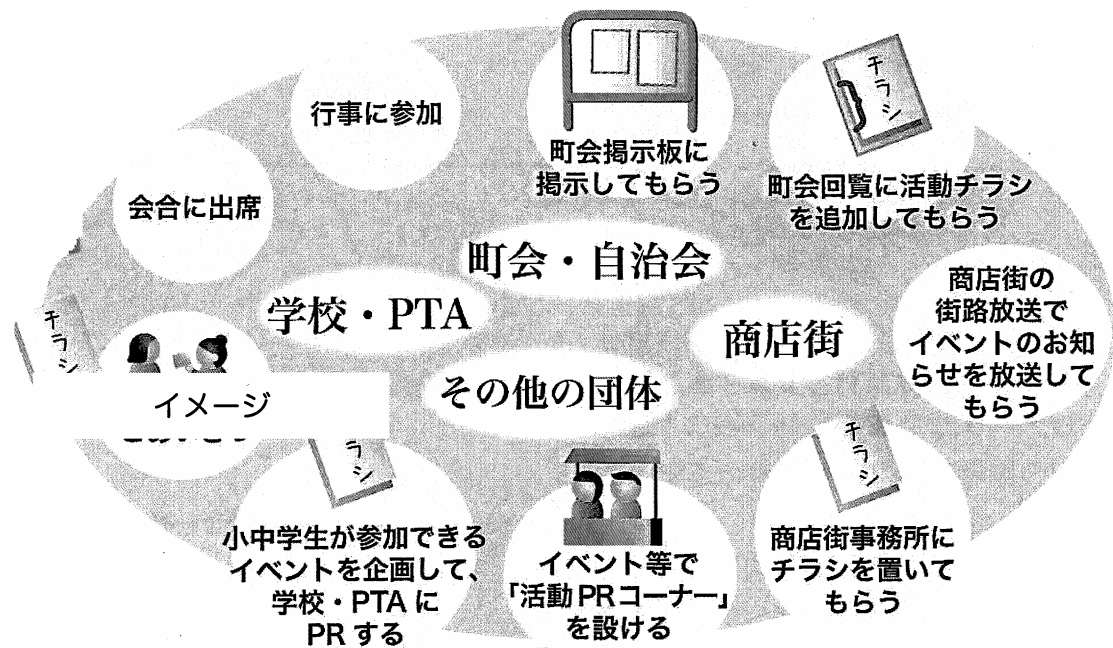 行事に参加
町会掲示板に
掲示してもらう
チラシ
町会回覧に活動チラシ
を追加してもらう
会合に出席
町会・自治会
学校・PTA
商店街
その他の団体
商店街の
街路放送で
イベントのお知
らせを放送して
もらう
チラシ
イメージ
チラシ
小中学生が参加できる
イベントを企画して、
学校・PTAに
PRする
イベント等で
「活動PRコーナー」
を設ける
チラシ
商店街事務所に
チラシを置いて
もらう